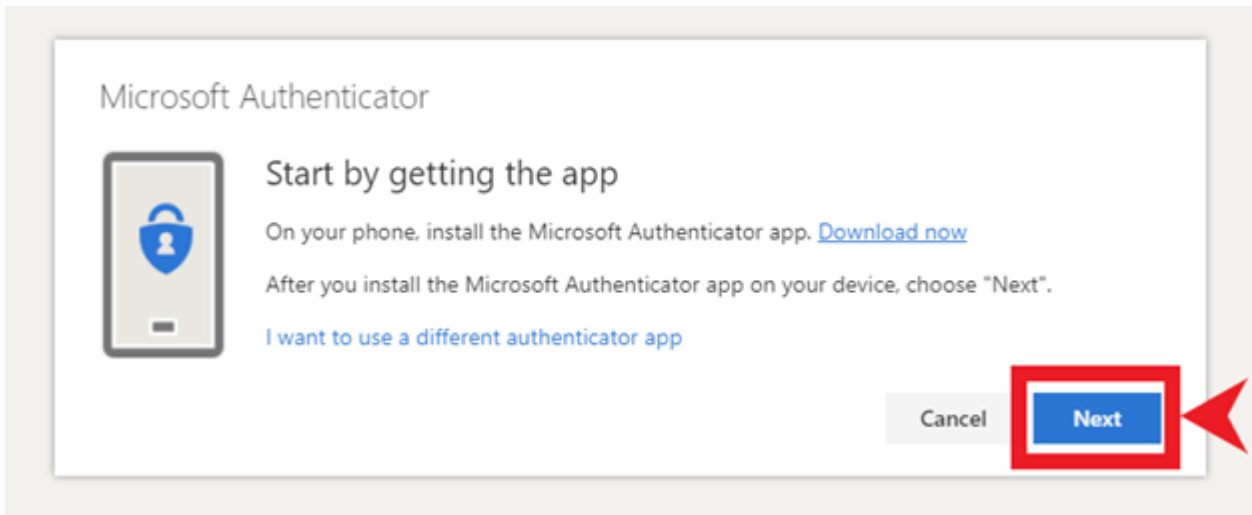 Microsoft Authenticator
Start by getting the app
On your phone, install the Microsoft Authenticator app. Download now
After you install the Microsoft Authenticator app on your device, choose "Next".
I want to use a different authenticator app
Cancel
Next